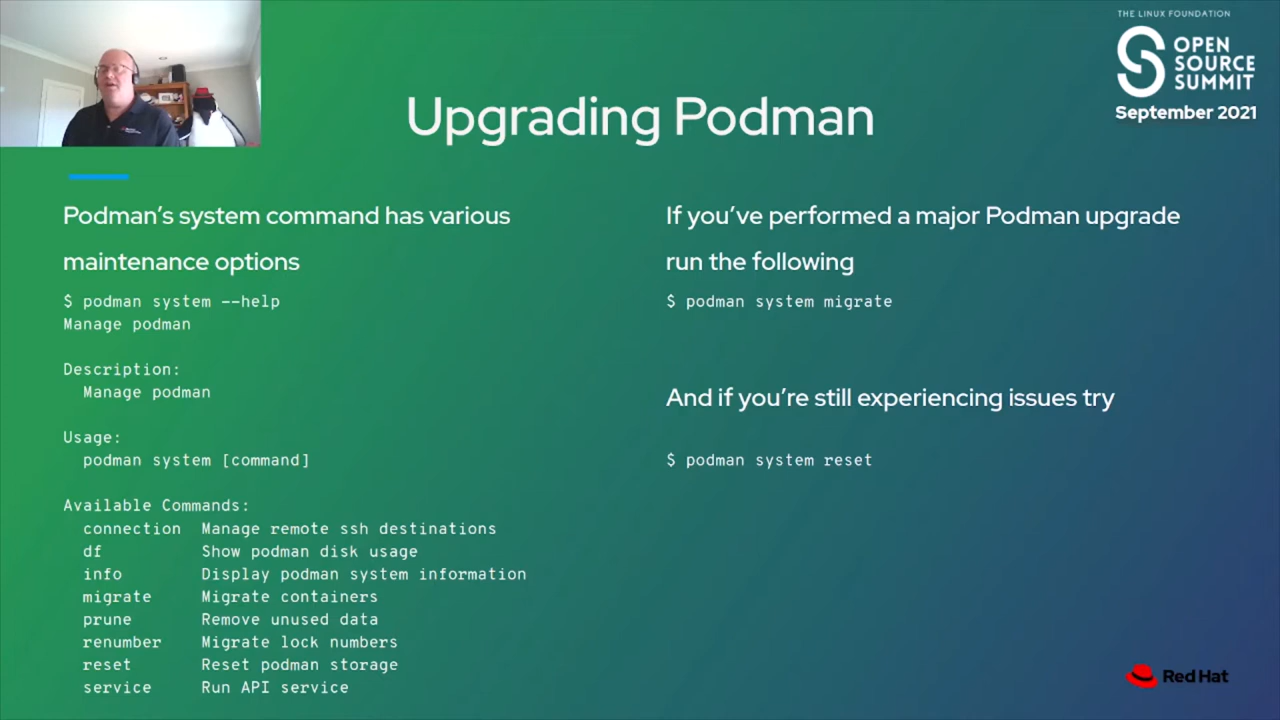 THE LINUX FOUNDATION
OPEN
SOURCE
SUMMIT
September 2021
Upgrading Podman
Podman’s system command has various
maintenance options
$ podman system --help
Manage podman
Description:
  Manage podman
Usage:
  podman system [command]
Available Commands:
  connection  Manage remote ssh destinations
  df          Show podman disk usage
  info        Display podman system information
  migrate     Migrate containers
  prune       Remove unused data
  renumber    Migrate lock numbers
  reset       Reset podman storage
  service     Run API service
If you’ve performed a major Podman upgrade
run the following
$ podman system migrate
And if you’re still experiencing issues try
$ podman system reset
Red Hat